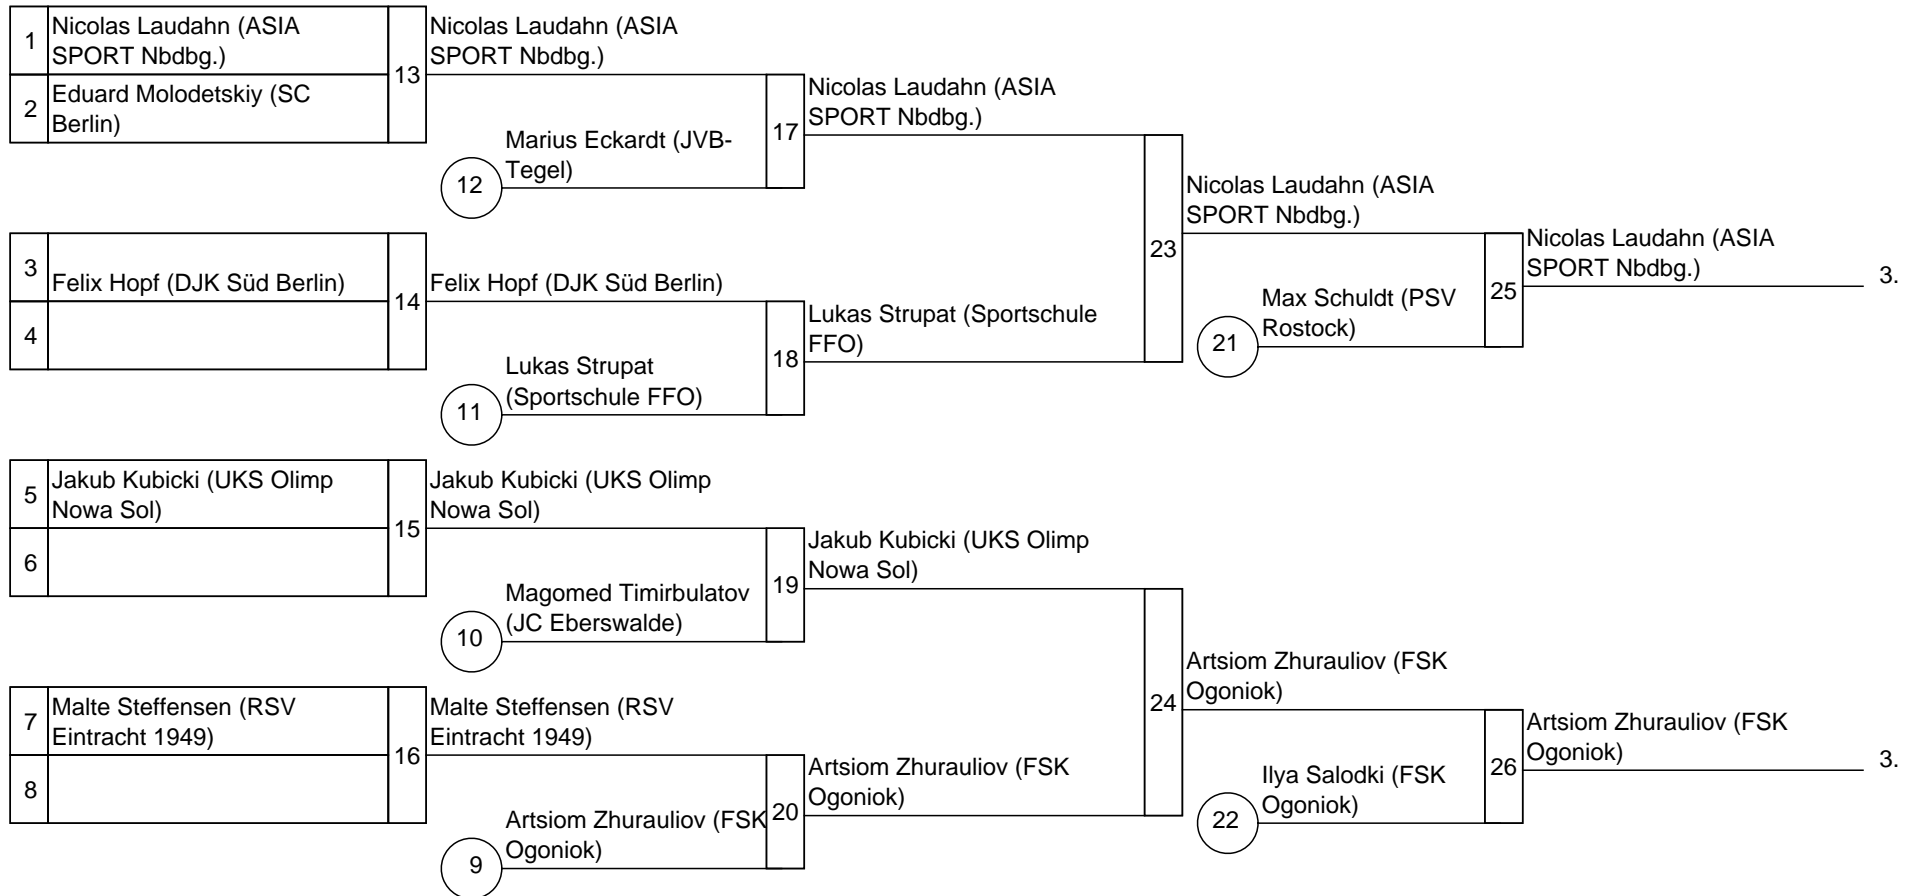 1
Nicolas Laudahn (ASIA
SPORT Nbdbg.)
2
Eduard Molodetskiy (SC
Berlin)
13
Nicolas Laudahn (ASIA
SPORT Nbdbg.)
12
Marius Eckardt (JVB-
Tegel)
17
Nicolas Laudahn (ASIA
SPORT Nbdbg.)
3
Felix Hopf (DJK Süd Berlin)
4
14
Felix Hopf (DJK Süd Berlin)
11
Lukas Strupat
(Sportschule FFO)
18
Lukas Strupat (Sportschule
FFO)
23
Nicolas Laudahn (ASIA
SPORT Nbdbg.)
21
Max Schuldt (PSV
Rostock)
25
Nicolas Laudahn (ASIA
SPORT Nbdbg.)
3.
5
Jakub Kubicki (UKS Olimp
Nowa Sol)
6
15
Jakub Kubicki (UKS Olimp
Nowa Sol)
10
Magomed Timirbulatov
(JC Eberswalde)
19
Jakub Kubicki (UKS Olimp
Nowa Sol)
7
Malte Steffensen (RSV
Eintracht 1949)
8
16
Malte Steffensen (RSV
Eintracht 1949)
9
Artsiom Zhurauliov (FSK
Ogoniok)
20
Artsiom Zhurauliov (FSK
Ogoniok)
24
Artsiom Zhurauliov (FSK
Ogoniok)
22
Ilya Salodki (FSK
Ogoniok)
26
Artsiom Zhurauliov (FSK
Ogoniok)
3.